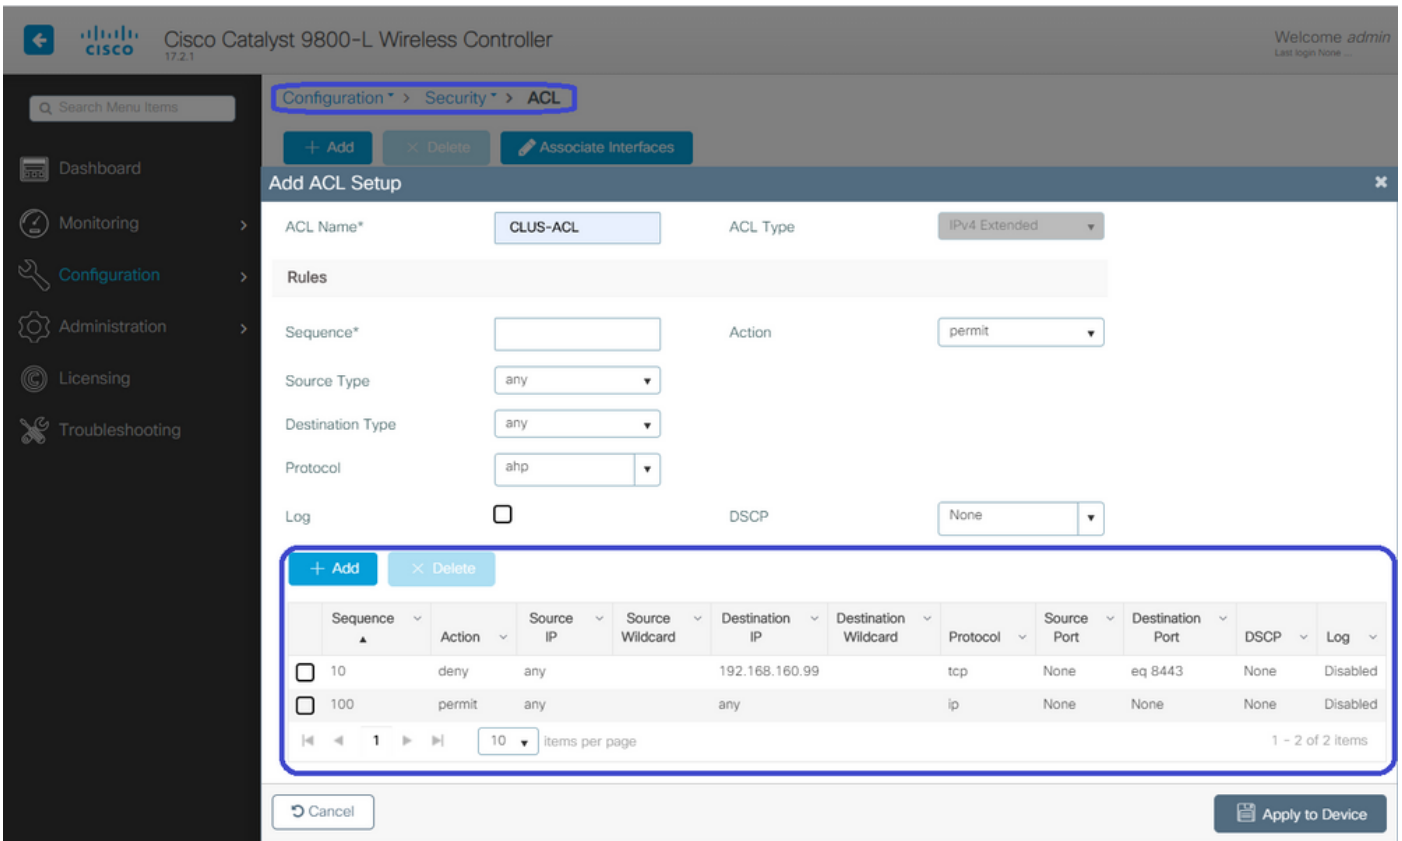 CISCO
Cisco Catalyst 9800-L Wireless Controller
17.2.1
Welcome admin
Last login None ...
Search Menu Items
Dashboard
Monitoring
Configuration
Administration
Licensing
Troubleshooting
Configuration > Security > ACL
+ Add × Delete Associate Interfaces
Add ACL Setup
ACL Name* CLUS-ACL ACL Type IPv4 Extended
Rules
Sequence* Action permit
Source Type any
Destination Type any
Protocol ahp
Log DSCP None
+ Add × Delete
Sequence Action Source IP Source Wildcard Destination IP Destination Wildcard Protocol Source Port Destination Port DSCP Log
10 deny any 192.168.160.99 tcp None eq 8443 None Disabled
100 permit any any ip None None None Disabled
1 10 items per page 1 - 2 of 2 items
Cancel Apply to Device